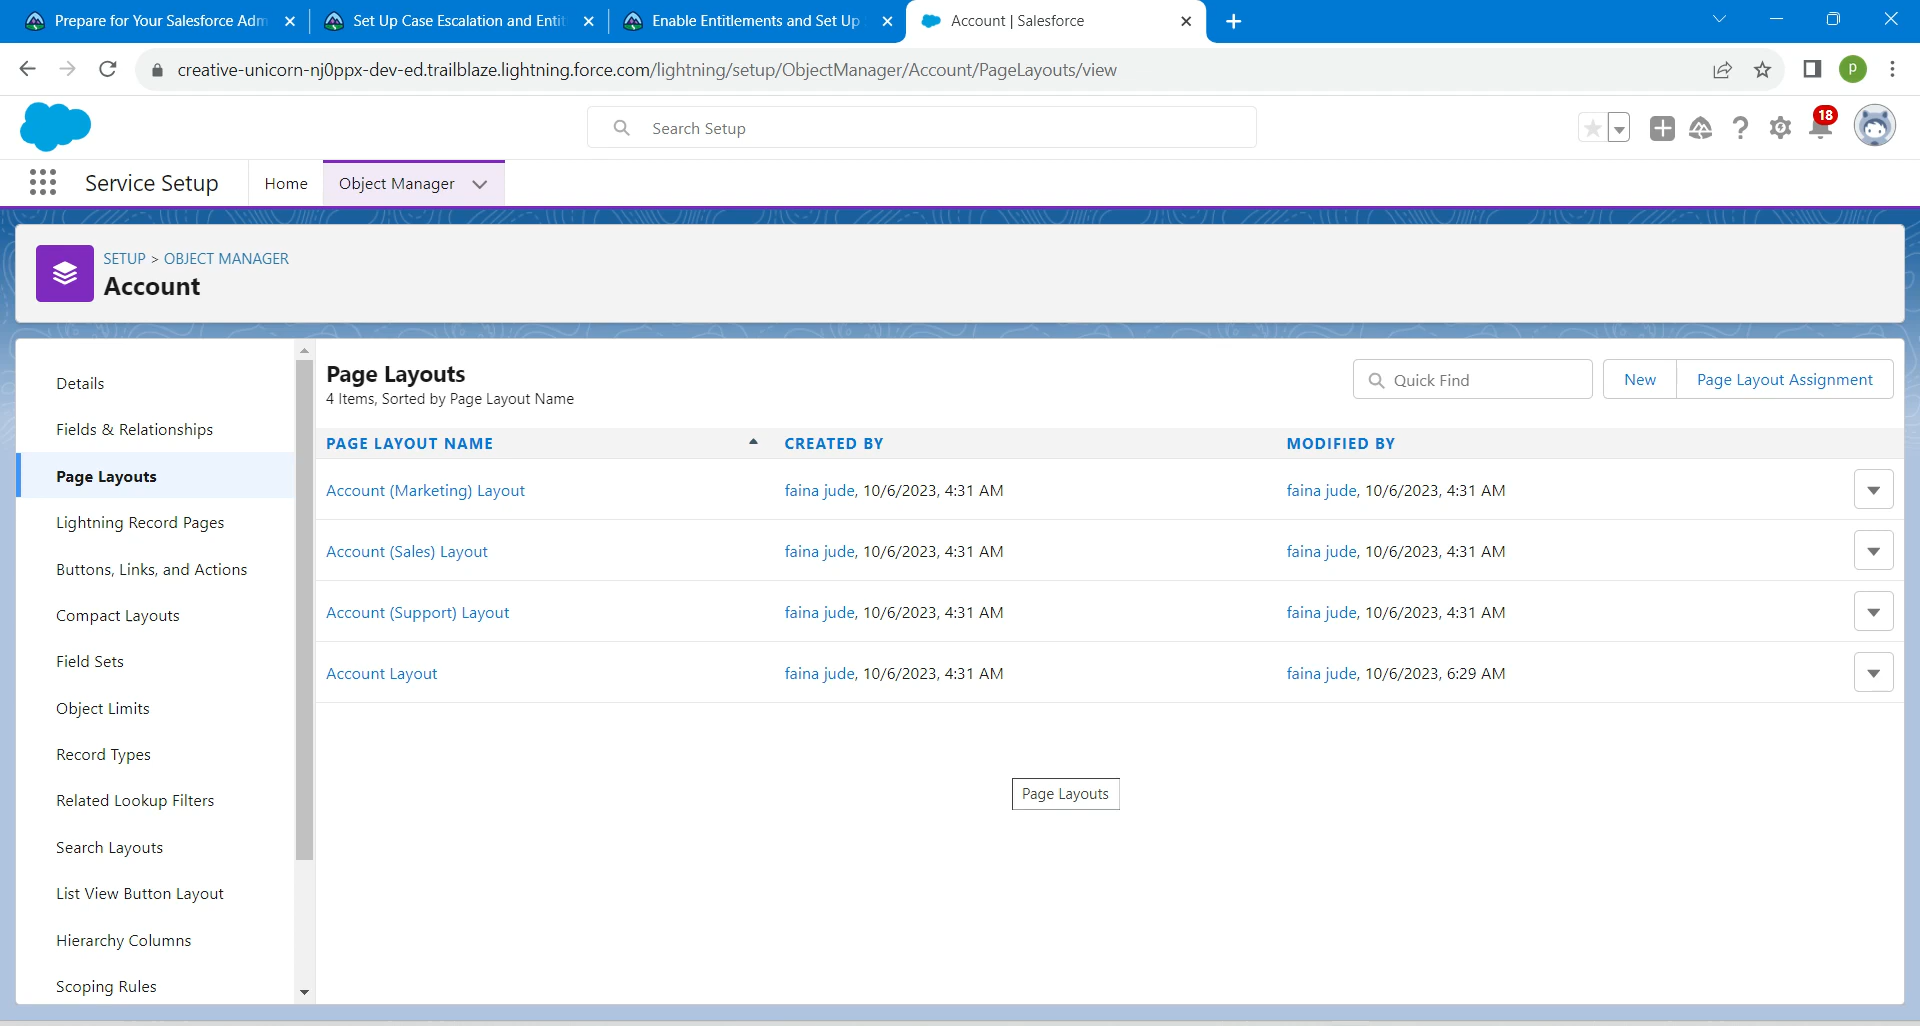 Prepare for Your Salesforce Adm
Set Up Case Escalation and Entit
Enable Entitlements and Set Up
Account | Salesforce
creative-unicorn-nj0ppx-dev-ed.trailblaze.lightning.force.com/lightning/setup/ObjectManager/Account/PageLayouts/view
P
Search Setup
18
Service Setup
Home
Object Manager
SETUP > OBJECT MANAGER
Account
Details
Fields & Relationships
Page Layouts
Lightning Record Pages
Buttons, Links, and Actions
Compact Layouts
Field Sets
Object Limits
Record Types
Related Lookup Filters
Search Layouts
List View Button Layout
Hierarchy Columns
Scoping Rules
Page Layouts
4 Items, Sorted by Page Layout Name
Quick Find
New
Page Layout Assignment
PAGE LAYOUT NAME CREATED BY MODIFIED BY
Account (Marketing) Layout faina jude, 10/6/2023, 4:31 AM faina jude, 10/6/2023, 4:31 AM
Account (Sales) Layout faina jude, 10/6/2023, 4:31 AM faina jude, 10/6/2023, 4:31 AM
Account (Support) Layout faina jude, 10/6/2023, 4:31 AM faina jude, 10/6/2023, 4:31 AM
Account Layout faina jude, 10/6/2023, 4:31 AM faina jude, 10/6/2023, 6:29 AM
Page Layouts